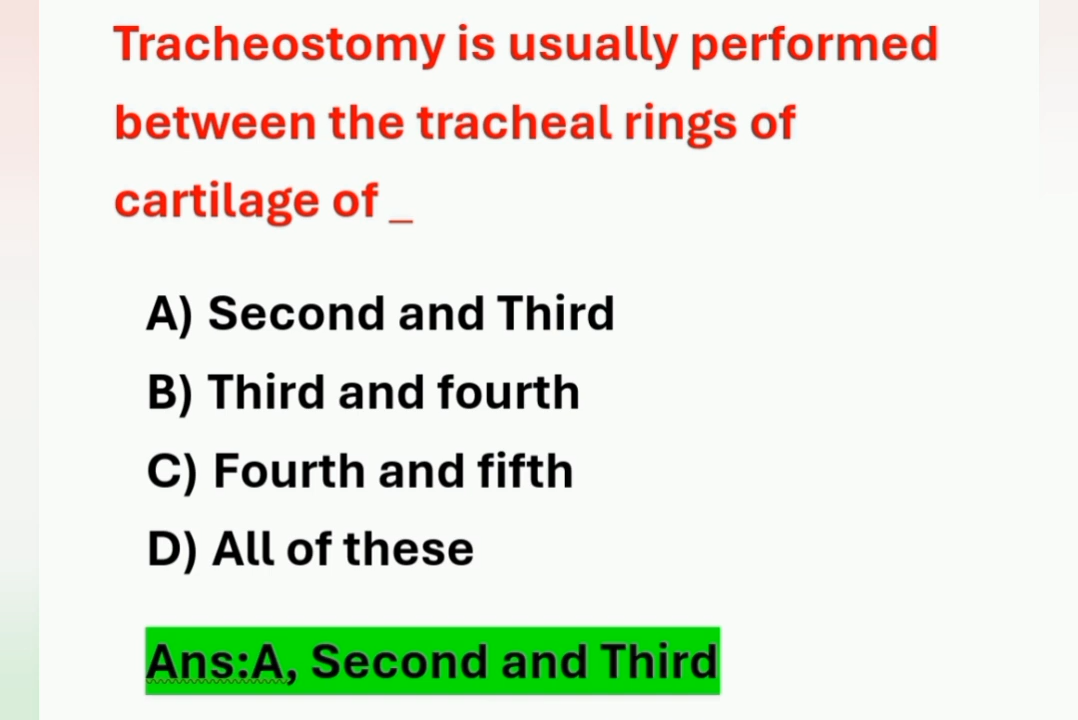 Tracheostomy is usually performed
between the tracheal rings of
cartilage of _
A) Second and Third
B) Third and fourth
C) Fourth and fifth
D) All of these
Ans:A, Second and Third